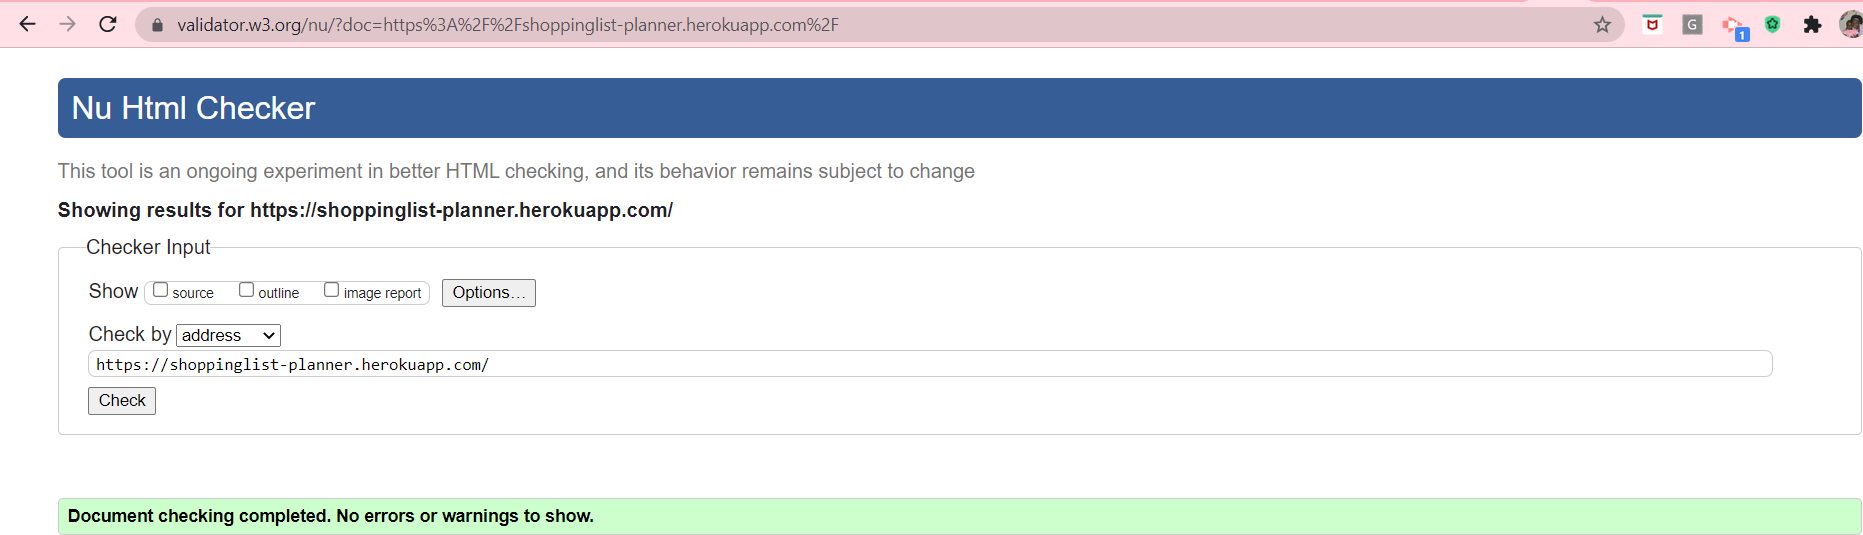 validator.w3.org/nu/?doc=https%3A%2F%2Fshoppinglist-planner.herokuapp.com%2F
G
1
Nu Html Checker
This tool is an ongoing experiment in better HTML checking, and its behavior remains subject to change
Showing results for https://shoppinglist-planner.herokuapp.com/
Checker Input
Show source outline image report Options...
Check by address
https://shoppinglist-planner.herokuapp.com/
Check
Document checking completed. No errors or warnings to show.